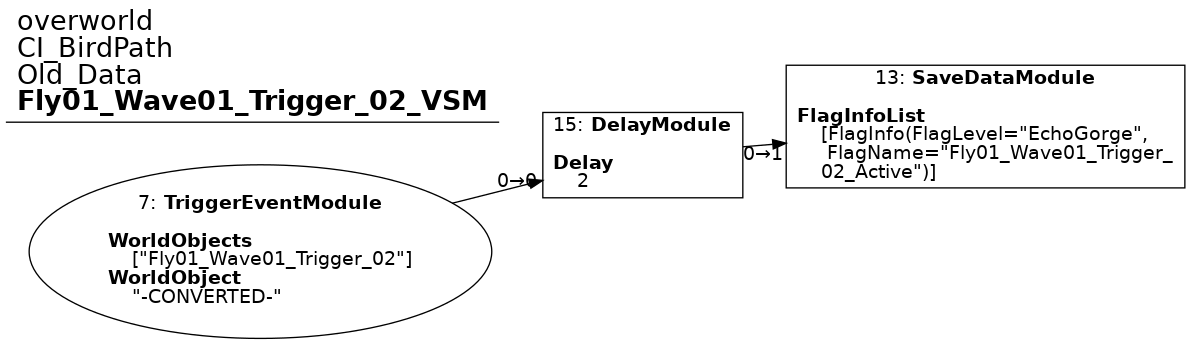 overworld
CI_BirdPath
Old_Data
Fly01_Wave01_Trigger_02_VSM
7: TriggerEventModule
WorldObjects
["Fly01_Wave01_Trigger_02"]
WorldObject
"-CONVERTED-"
0→0
15: DelayModule
Delay
2
0→1
13: SaveDataModule
FlagInfoList
[FlagInfo(FlagLevel="EchoGorge",
FlagName="Fly01_Wave01_Trigger_
02_Active")]